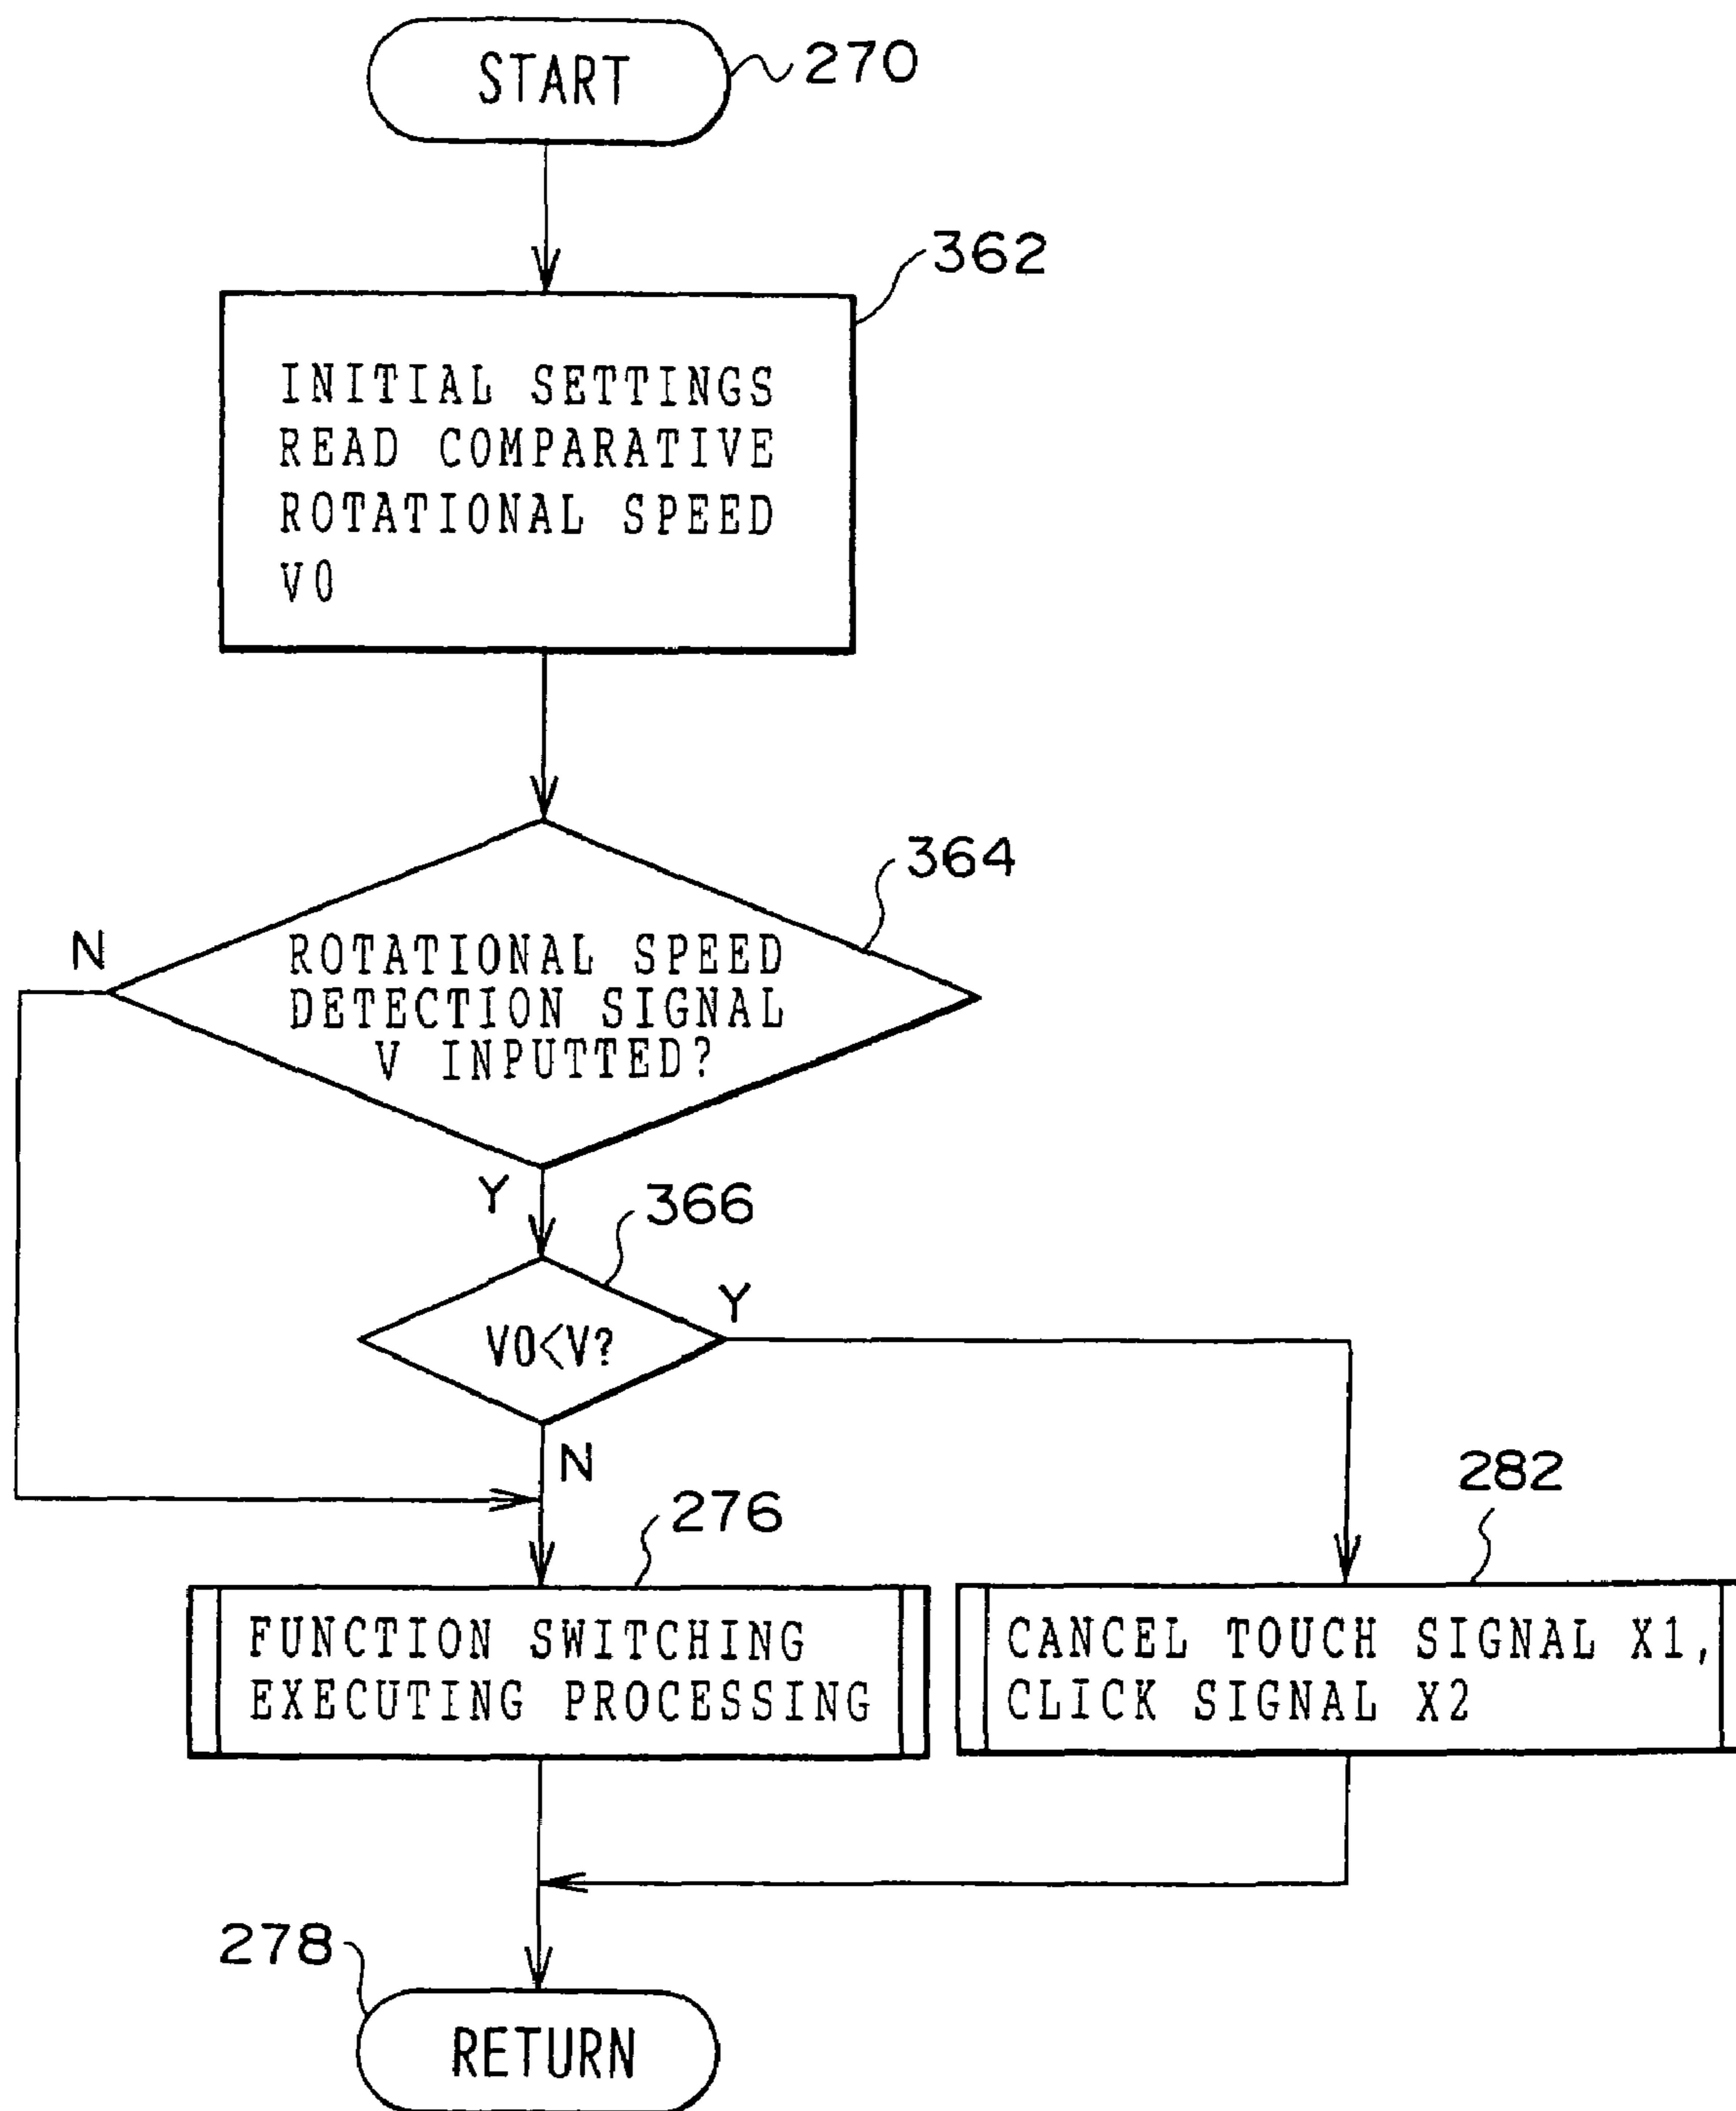 START
270
362
INITIAL SETTINGS
READ COMPARATIVE
ROTATIONAL SPEED
V0
364
N
ROTATIONAL SPEED
DETECTION SIGNAL
V INPUTTED?
Y
366
Y
V0<V?
N
276
282
FUNCTION SWITCHING
EXECUTING PROCESSING
CANCEL TOUCH SIGNAL X1,
CLICK SIGNAL X2
278
RETURN